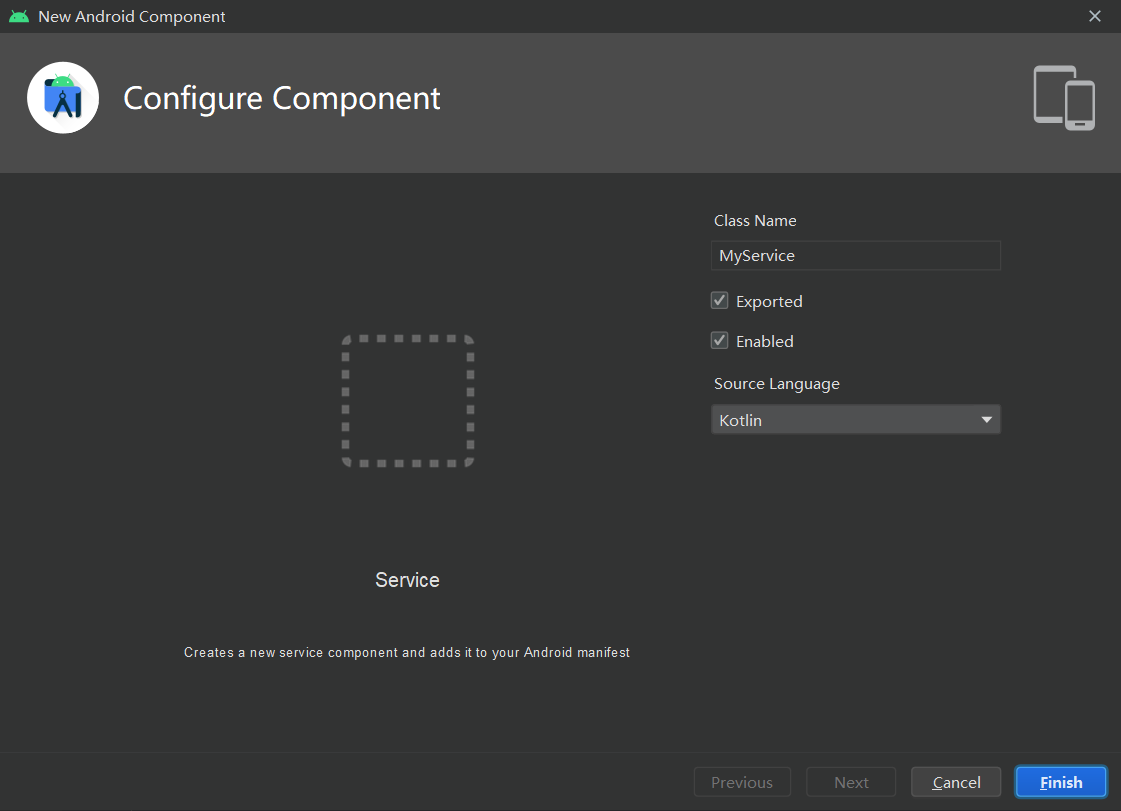 New Android Component
Configure Component
Class Name
MyService
Exported
Enabled
Source Language
Kotlin
Service
Creates a new service component and adds it to your Android manifest
Previous
Next
Cancel
Finish